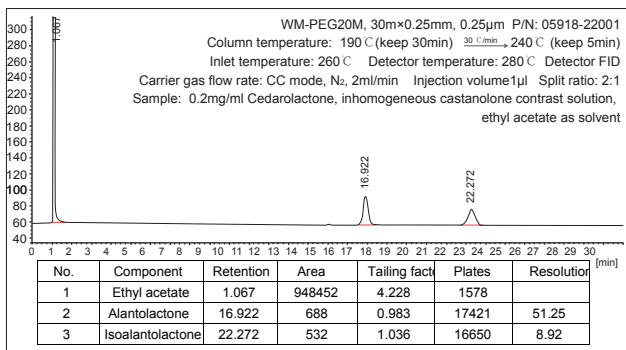 WM-PEG20M, 30m×0.25mm, 0.25μm P/N: 05918-22001
Column temperature: 190℃(keep 30min) 30℃/min 240℃ (keep 5min)
Inlet temperature: 260℃ Detector temperature: 280℃ Detector FID
Carrier gas flow rate: CC mode, N₂, 2ml/min Injection volume1μl Split ratio: 2:1
Sample: 0.2mg/ml Cedarolactone, inhomogeneous castanolone contrast solution,
ethyl acetate as solvent
300
280
260
240
220
200
180
160
140
120
100
80
60
40
1.067
16.922
22.272
0 1 2 3 4 5 6 7 8 9 10 11 12 13 14 15 16 17 18 19 20 21 22 23 24 25 26 27 28 29 30 [min]
No. Component Retention Area Tailing facto Plates Resolution
1 Ethyl acetate 1.067 948452 4.228 1578
2 Alantolactone 16.922 688 0.983 17421 51.25
3 Isoalantolactone 22.272 532 1.036 16650 8.92